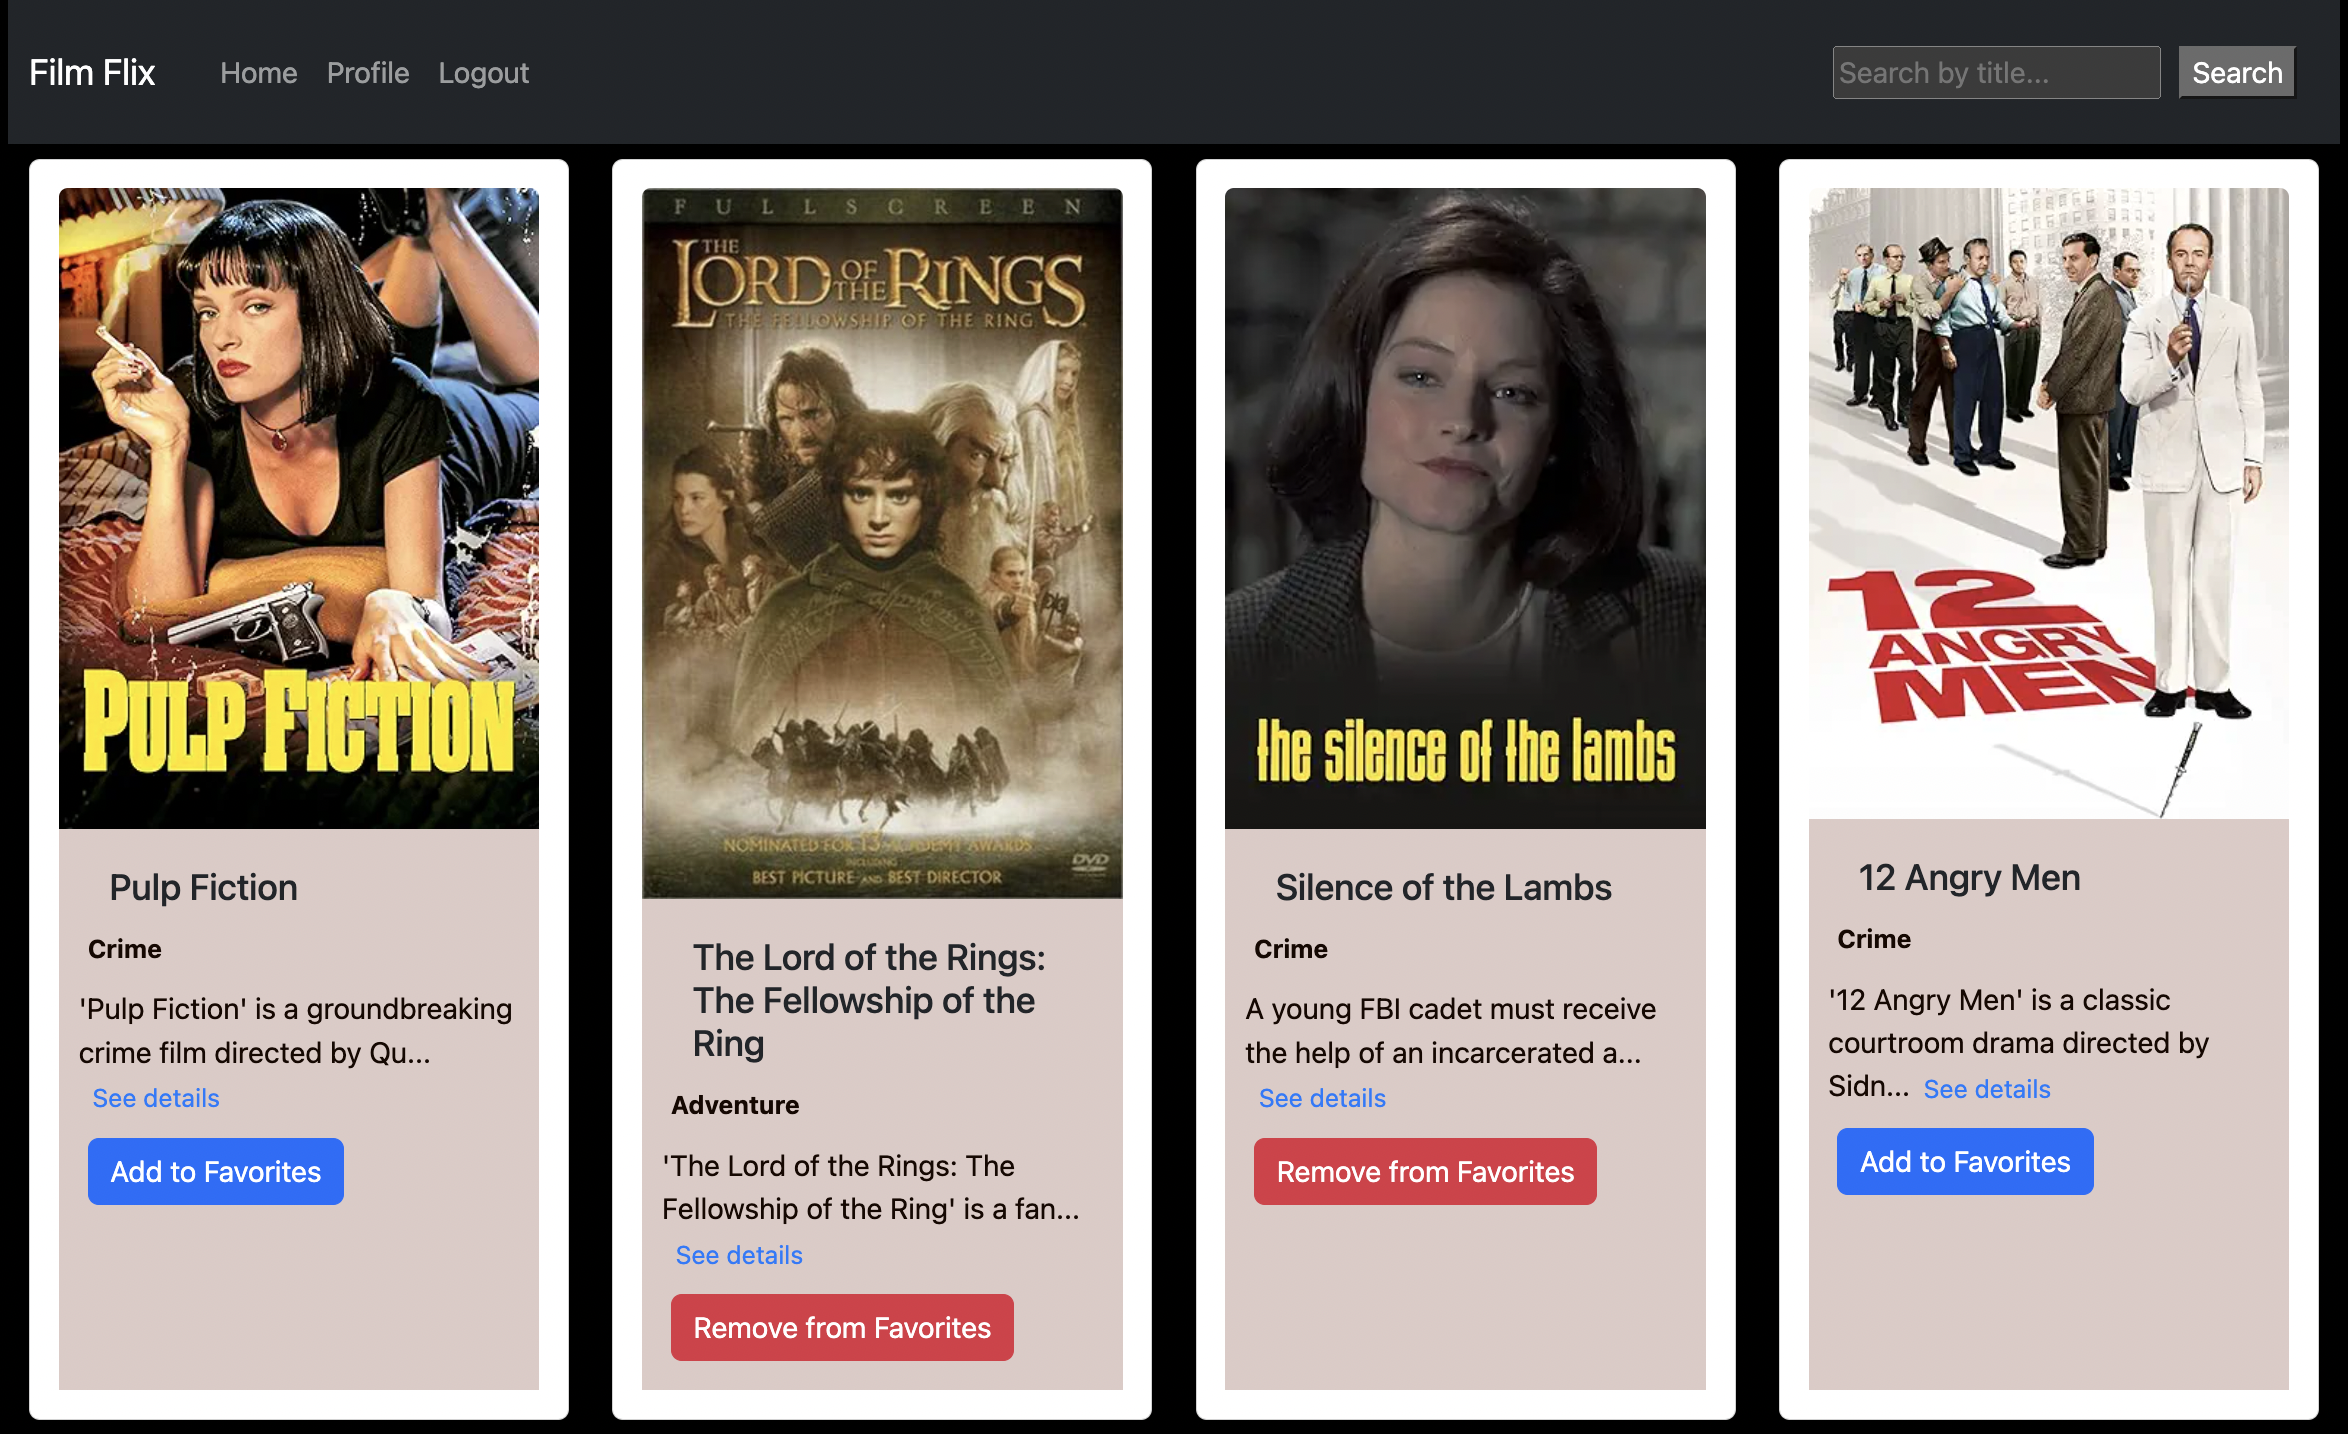 Film Flix
Home
Profile
Logout
Search by title...
Search
PULP FICTION
Pulp Fiction
Crime
'Pulp Fiction' is a groundbreaking
crime film directed by Qu...
See details
Add to Favorites
FULLSCREEN
THE
LORD OF THE RINGS
THE FELLOWSHIP OF THE RING
NOMINATED FOR 13 ACADEMY AWARDS
INCLUDING
BEST PICTURE AND BEST DIRECTOR
DVD
The Lord of the Rings:
The Fellowship of the
Ring
Adventure
'The Lord of the Rings: The
Fellowship of the Ring' is a fan...
See details
Remove from Favorites
the silence of the lambs
Silence of the Lambs
Crime
A young FBI cadet must receive
the help of an incarcerated a...
See details
Remove from Favorites
12
ANGRY
MEN
12 Angry Men
Crime
'12 Angry Men' is a classic
courtroom drama directed by
Sidn... See details
Add to Favorites